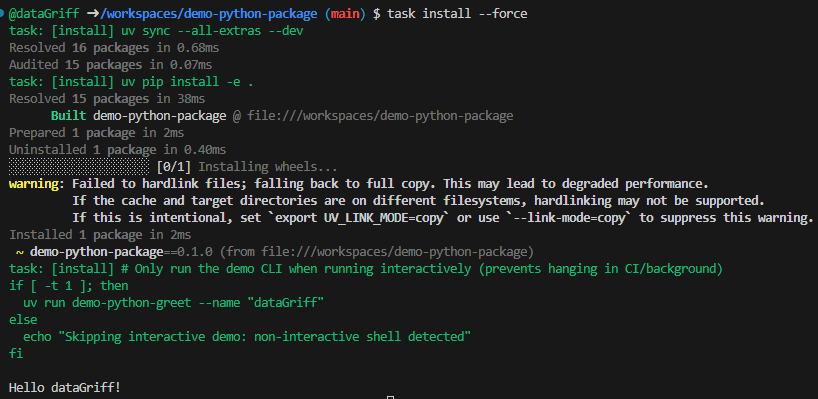 @dataGriff ➜/workspaces/demo-python-package (main) $ task install --force
task: [install] uv sync --all-extras --dev
Resolved 16 packages in 0.68ms
Audited 15 packages in 0.07ms
task: [install] uv pip install -e .
Resolved 15 packages in 38ms
      Built demo-python-package @ file:///workspaces/demo-python-package
Prepared 1 package in 2ms
Uninstalled 1 package in 0.40ms
░░░░░░░░░░░░░░░░░░░░ [0/1] Installing wheels...
warning: Failed to hardlink files; falling back to full copy. This may lead to degraded performance.
         If the cache and target directories are on different filesystems, hardlinking may not be supported.
         If this is intentional, set `export UV_LINK_MODE=copy` or use `--link-mode=copy` to suppress this warning.
Installed 1 package in 2ms
 ~ demo-python-package==0.1.0 (from file:///workspaces/demo-python-package)
task: [install] # Only run the demo CLI when running interactively (prevents hanging in CI/background)
if [ -t 1 ]; then
  uv run demo-python-greet --name "dataGriff"
else
  echo "Skipping interactive demo: non-interactive shell detected"
fi

Hello dataGriff!